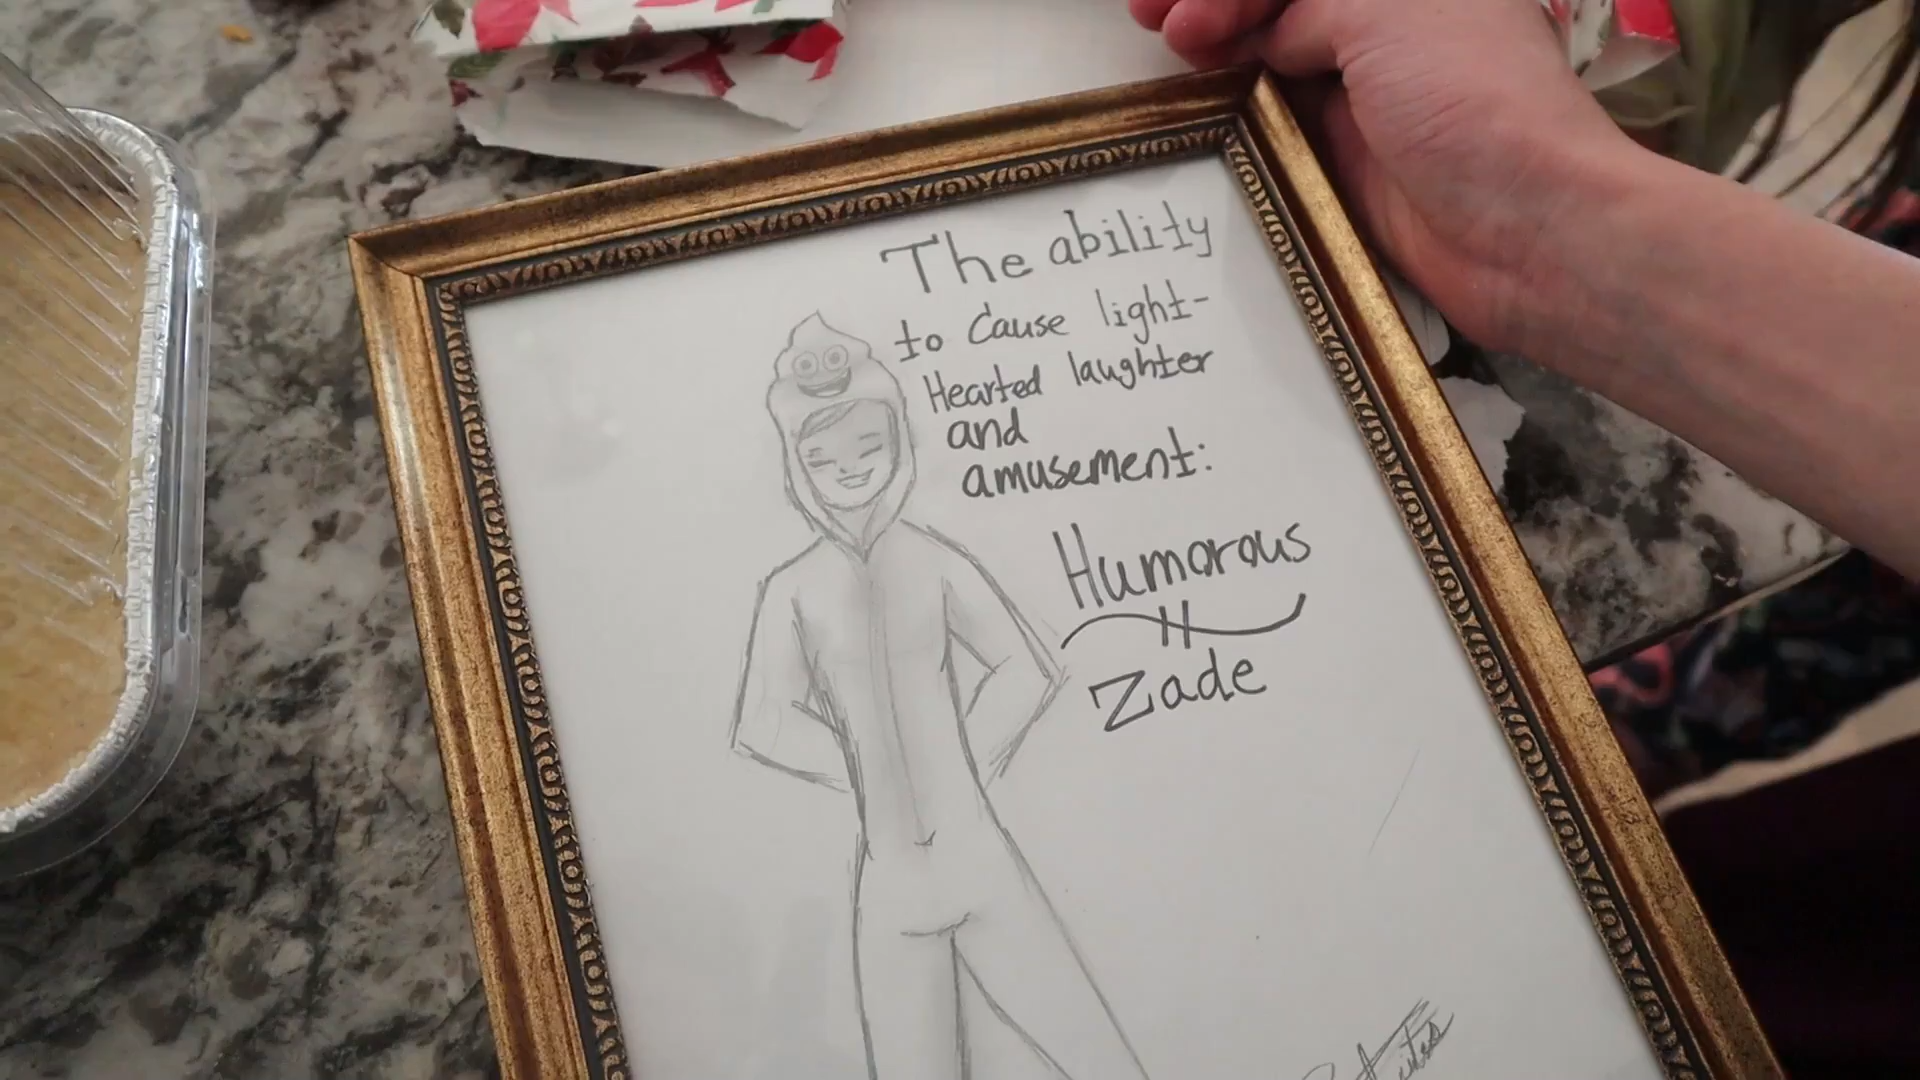 The ability
to Cause light-
Hearted laughter
and
amusement:
Humorous
Zade